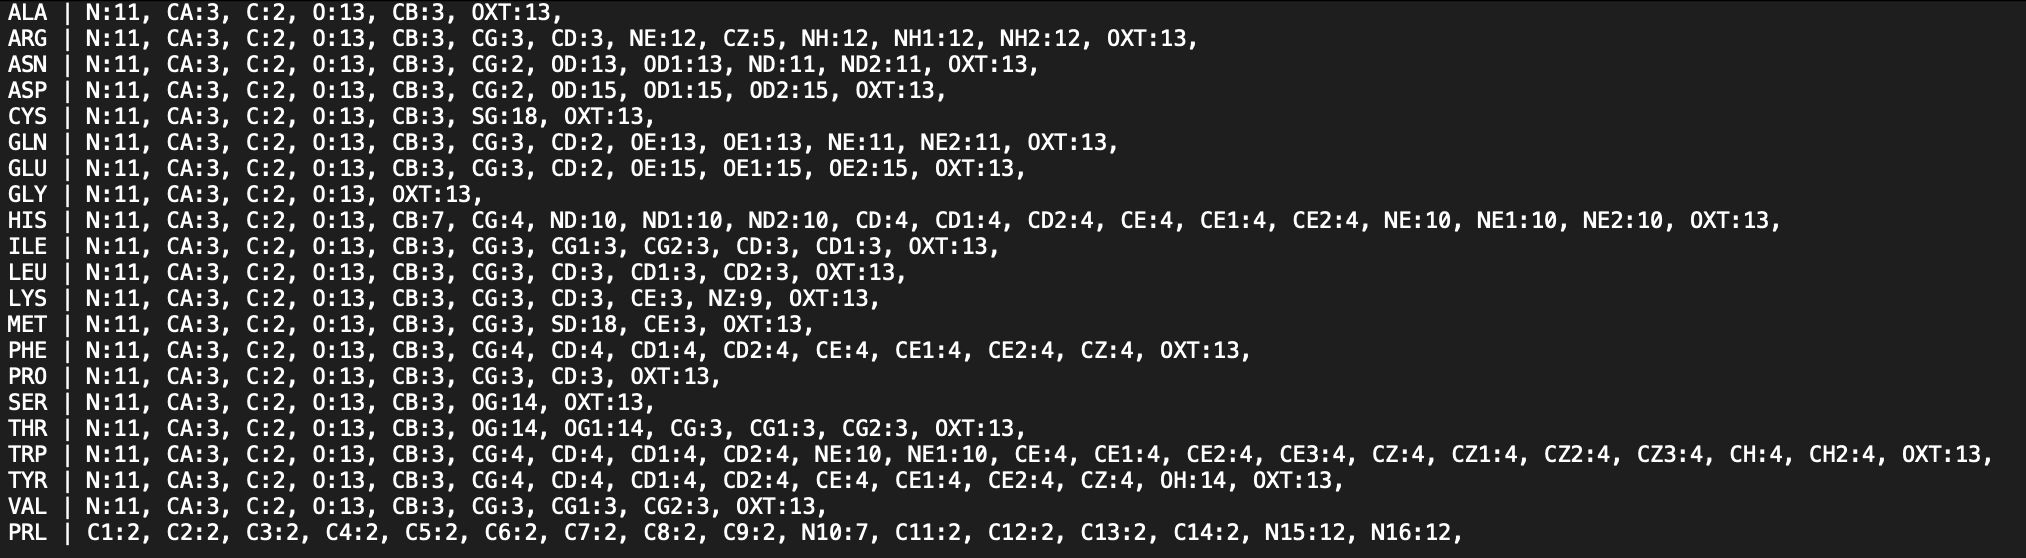 ALA | N:11, CA:3, C:2, O:13, CB:3, OXT:13,
ARG | N:11, CA:3, C:2, O:13, CB:3, CG:3, CD:3, NE:12, CZ:5, NH:12, NH1:12, NH2:12, OXT:13,
ASN | N:11, CA:3, C:2, O:13, CB:3, CG:2, OD:13, OD1:13, ND:11, ND2:11, OXT:13,
ASP | N:11, CA:3, C:2, O:13, CB:3, CG:2, OD:15, OD1:15, OD2:15, OXT:13,
CYS | N:11, CA:3, C:2, O:13, CB:3, SG:18, OXT:13,
GLN | N:11, CA:3, C:2, O:13, CB:3, CG:3, CD:2, OE:13, OE1:13, NE:11, NE2:11, OXT:13,
GLU | N:11, CA:3, C:2, O:13, CB:3, CG:3, CD:2, OE:15, OE1:15, OE2:15, OXT:13,
GLY | N:11, CA:3, C:2, O:13, OXT:13,
HIS | N:11, CA:3, C:2, O:13, CB:7, CG:4, ND:10, ND1:10, ND2:10, CD:4, CD1:4, CD2:4, CE:4, CE1:4, CE2:4, NE:10, NE1:10, NE2:10, OXT:13,
ILE | N:11, CA:3, C:2, O:13, CB:3, CG:3, CG1:3, CG2:3, CD:3, CD1:3, OXT:13,
LEU | N:11, CA:3, C:2, O:13, CB:3, CG:3, CD:3, CD1:3, CD2:3, OXT:13,
LYS | N:11, CA:3, C:2, O:13, CB:3, CG:3, CD:3, CE:3, NZ:9, OXT:13,
MET | N:11, CA:3, C:2, O:13, CB:3, CG:3, SD:18, CE:3, OXT:13,
PHE | N:11, CA:3, C:2, O:13, CB:3, CG:4, CD:4, CD1:4, CD2:4, CE:4, CE1:4, CE2:4, CZ:4, OXT:13,
PRO | N:11, CA:3, C:2, O:13, CB:3, CG:3, CD:3, OXT:13,
SER | N:11, CA:3, C:2, O:13, CB:3, OG:14, OXT:13,
THR | N:11, CA:3, C:2, O:13, CB:3, OG:14, OG1:14, CG:3, CG1:3, CG2:3, OXT:13,
TRP | N:11, CA:3, C:2, O:13, CB:3, CG:4, CD:4, CD1:4, CD2:4, NE:10, NE1:10, CE:4, CE1:4, CE2:4, CE3:4, CZ:4, CZ1:4, CZ2:4, CZ3:4, CH:4, CH2:4, OXT:13,
TYR | N:11, CA:3, C:2, O:13, CB:3, CG:4, CD:4, CD1:4, CD2:4, CE:4, CE1:4, CE2:4, CZ:4, OH:14, OXT:13,
VAL | N:11, CA:3, C:2, O:13, CB:3, CG:3, CG1:3, CG2:3, OXT:13,
PRL | C1:2, C2:2, C3:2, C4:2, C5:2, C6:2, C7:2, C8:2, C9:2, N10:7, C11:2, C12:2, C13:2, C14:2, N15:12, N16:12,